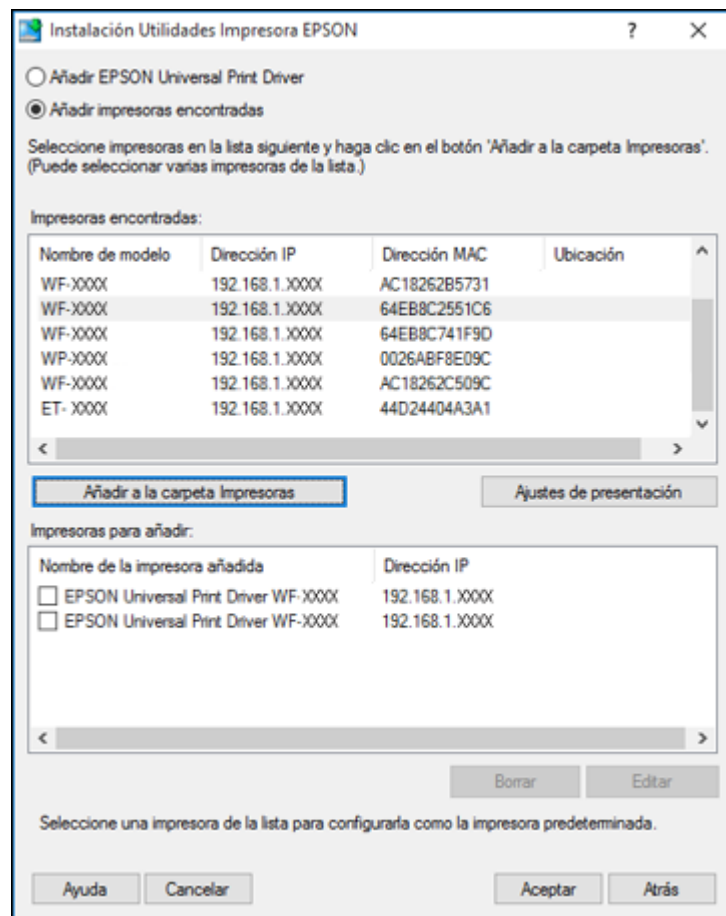 Instalación Utilidades Impresora EPSON ?
Añadir EPSON Universal Print Driver
Añadir impresoras encontradas
Seleccione impresoras en la lista siguiente y haga clic en el botón 'Añadir a la carpeta Impresoras'.
(Puede seleccionar varias impresoras de la lista.)
Impresoras encontradas:
Nombre de modelo Dirección IP Dirección MAC Ubicación
WF-XXXX 192.168.1.XXXX AC18262B5731
WF-XXXX 192.168.1.XXXX 64EB8C2551C6
WF-XXXX 192.168.1.XXXX 64EB8C741F9D
WP-XXXX 192.168.1.XXXX 0026ABF8E09C
WF-XXXX 192.168.1.XXXX AC18262C509C
ET- XXXX 192.168.1.XXXX 44D24404A3A1
Añadir a la carpeta Impresoras Ajustes de presentación
Impresoras para añadir:
Nombre de la impresora añadida Dirección IP
EPSON Universal Print Driver WF-XXXX 192.168.1.XXXX
EPSON Universal Print Driver WF-XXXX 192.168.1.XXXX
Borrar Editar
Seleccione una impresora de la lista para configurarla como la impresora predeterminada.
Ayuda Cancelar Aceptar Atrás